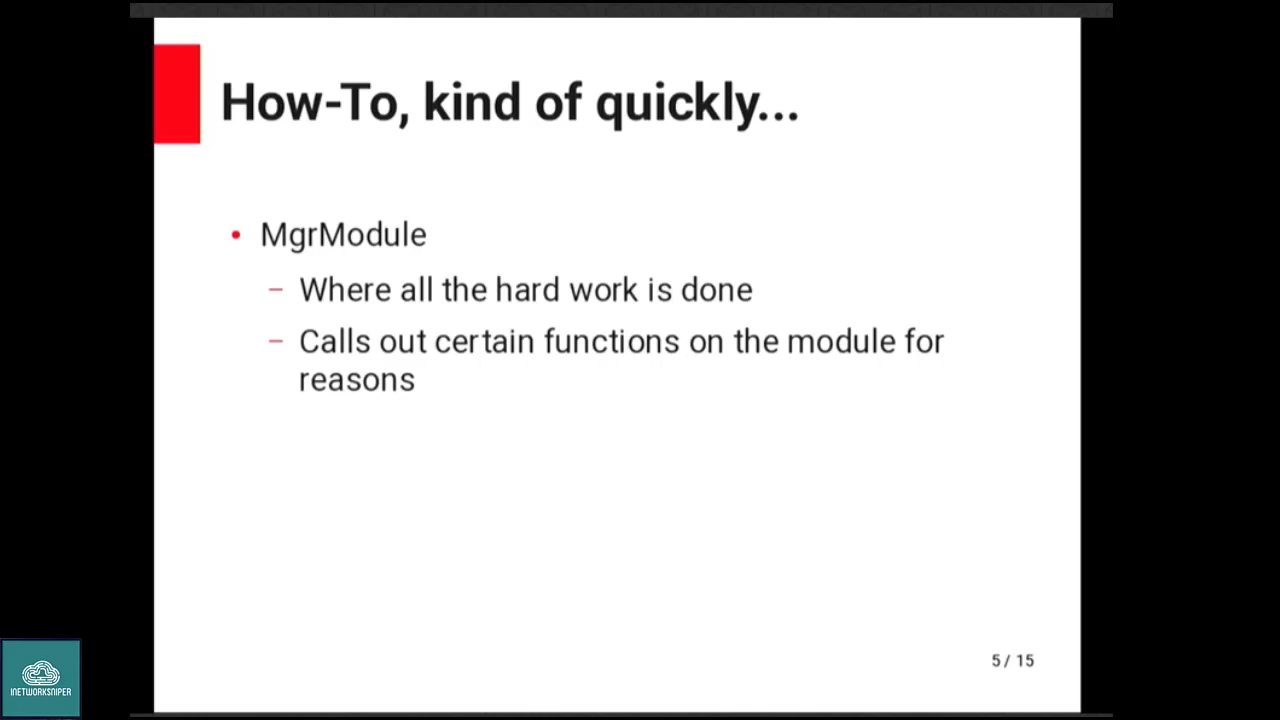 How-To, kind of quickly...
• MgrModule
– Where all the hard work is done
– Calls out certain functions on the module for
reasons
5 / 15
INETWORKSNIPER